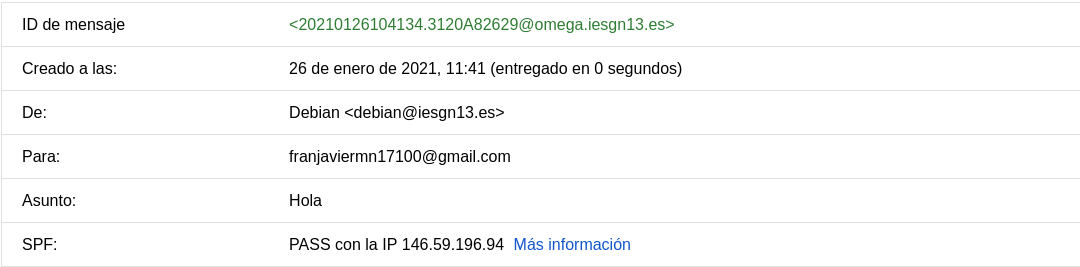 ID de mensaje <20210126104134.3120A82629@omega.iesgn13.es>
Creado a las: 26 de enero de 2021, 11:41 (entregado en 0 segundos)
De: Debian <debian@iesgn13.es>
Para: franjaviermn17100@gmail.com
Asunto: Hola
SPF: PASS con la IP 146.59.196.94 Más información